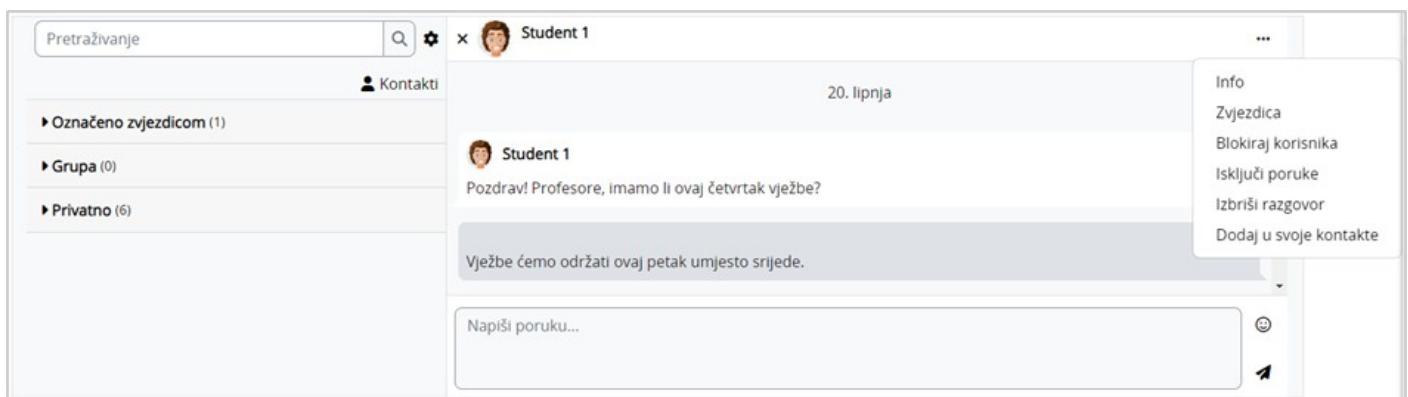 Pretraživanje
Kontakti
Označeno zvjezdicom (1)
Grupa (0)
Privatno (6)
Student 1
20. lipnja
Student 1
Pozdrav! Profesore, imamo li ovaj četvrtak vježbe?
Vježbe ćemo održati ovaj petak umjesto srijede.
Napiši poruku...
Info
Zvjezdica
Blokiraj korisnika
Isključi poruke
Izbriši razgovor
Dodaj u svoje kontakte